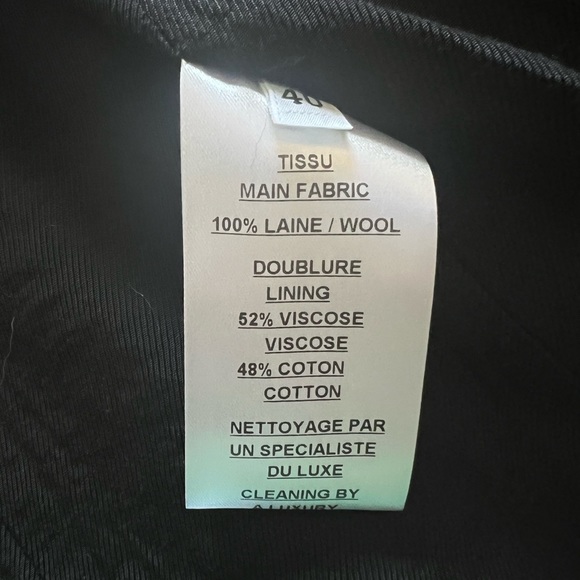 40
TISSU
MAIN FABRIC
100% LAINE / WOOL
DOUBLURE
LINING
52% VISCOSE
VISCOSE
48% COTON
COTTON
NETTOYAGE PAR
UN SPECIALISTE
DU LUXE
CLEANING BY
A LUXURY